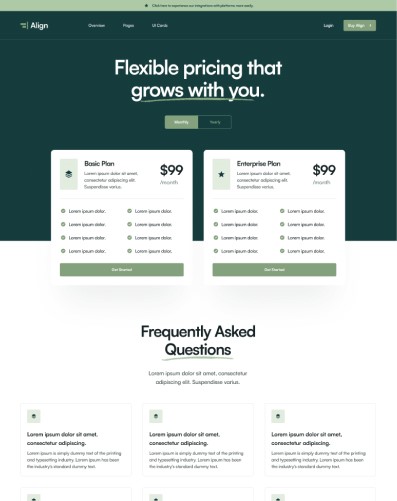 Click here to experience our integrations with platforms more easily.
Align
Overview
Pages
UI Cards
Login
Buy Align
Flexible pricing that
grows with you.
Monthly
Yearly
Basic Plan
Lorem ipsum dolor sit amet,
consectetur adipiscing elit.
Suspendisse varius.
$99
/month
Lorem ipsum dolor.
Lorem ipsum dolor.
Lorem ipsum dolor.
Lorem ipsum dolor.
Lorem ipsum dolor.
Lorem ipsum dolor.
Lorem ipsum dolor.
Lorem ipsum dolor.
Get Started
Enterprise Plan
Lorem ipsum dolor sit amet,
consectetur adipiscing elit.
Suspendisse varius.
$99
/month
Lorem ipsum dolor.
Lorem ipsum dolor.
Lorem ipsum dolor.
Lorem ipsum dolor.
Lorem ipsum dolor.
Lorem ipsum dolor.
Lorem ipsum dolor.
Lorem ipsum dolor.
Get Started
Frequently Asked
Questions
Lorem ipsum dolor sit amet, consectetur
adipiscing elit. Suspendisse varius.
Lorem ipsum dolor sit amet,
consectetur adipiscing.
Lorem ipsum is simply dummy text of the printing
and typesetting industry. Lorem ipsum has been
the industry's standard dummy text.
Lorem ipsum dolor sit amet,
consectetur adipiscing.
Lorem ipsum is simply dummy text of the printing
and typesetting industry. Lorem ipsum has been
the industry's standard dummy text.
Lorem ipsum dolor sit amet,
consectetur adipiscing.
Lorem ipsum is simply dummy text of the printing
and typesetting industry. Lorem ipsum has been
the industry's standard dummy text.